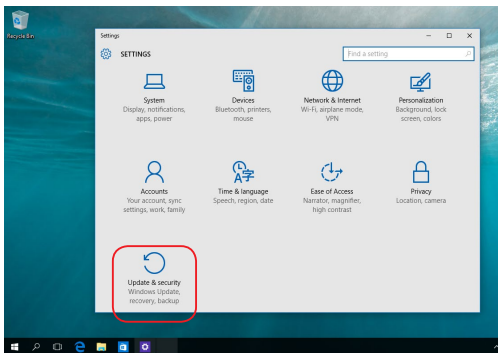 Recycle Bin
Settings
SETTINGS
Find a setting
System
Display, notifications,
apps, power
Devices
Bluetooth, printers,
mouse
Network & Internet
Wi-Fi, airplane mode,
VPN
Personalization
Background, lock
screen, colors
Accounts
Your account, sync
settings, work, family
Time & language
Speech, region, date
Ease of Access
Narrator, magnifier,
high contrast
Privacy
Location, camera
Update & security
Windows Update,
recovery, backup